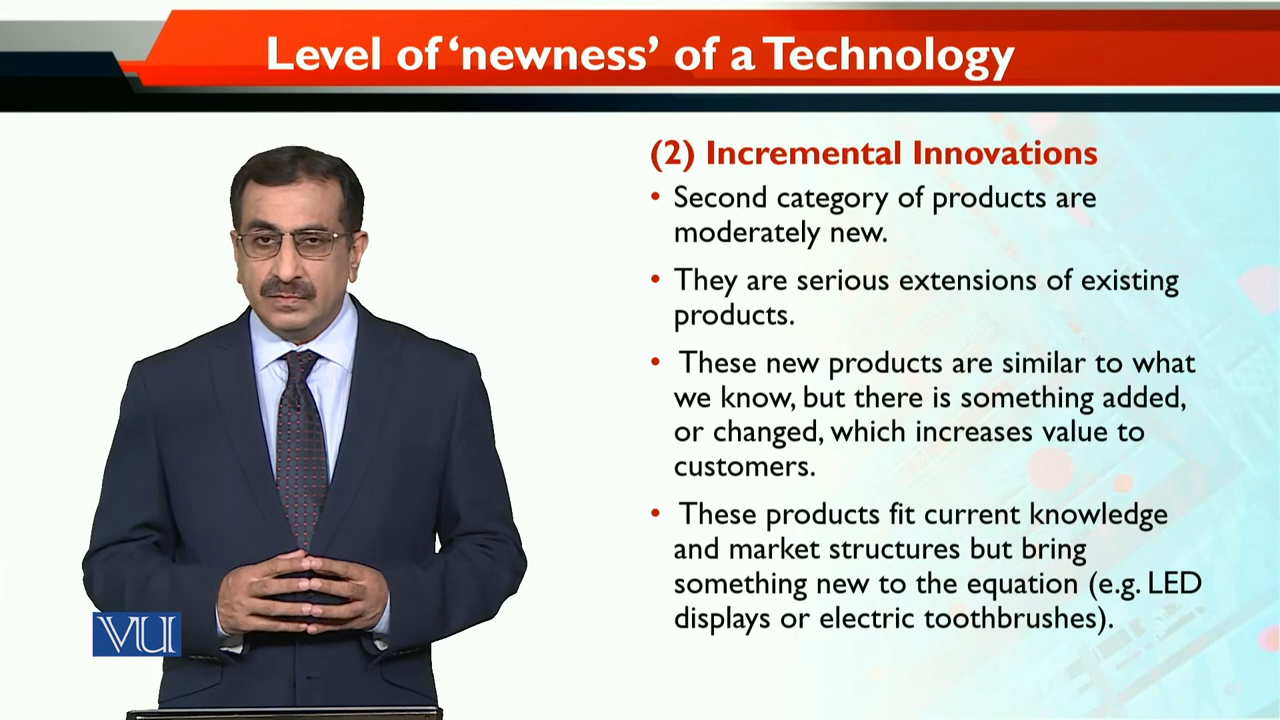 Level of ‘newness’ of a Technology
(2) Incremental Innovations
• Second category of products are
moderately new.
• They are serious extensions of existing
products.
• These new products are similar to what
we know, but there is something added,
or changed, which increases value to
customers.
• These products fit current knowledge
and market structures but bring
something new to the equation (e.g. LED
displays or electric toothbrushes).
VU